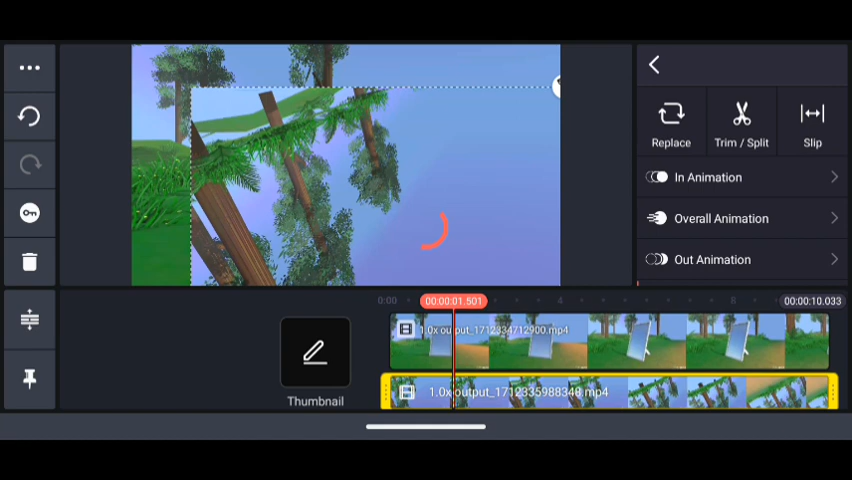 Replace
Trim / Split
Slip
In Animation
Overall Animation
Out Animation
0:00
00:00:01.501
4
8
00:00:10.033
1.0x output_1712334712900.mp4
1.0x output_1712335988348.mp4
Thumbnail